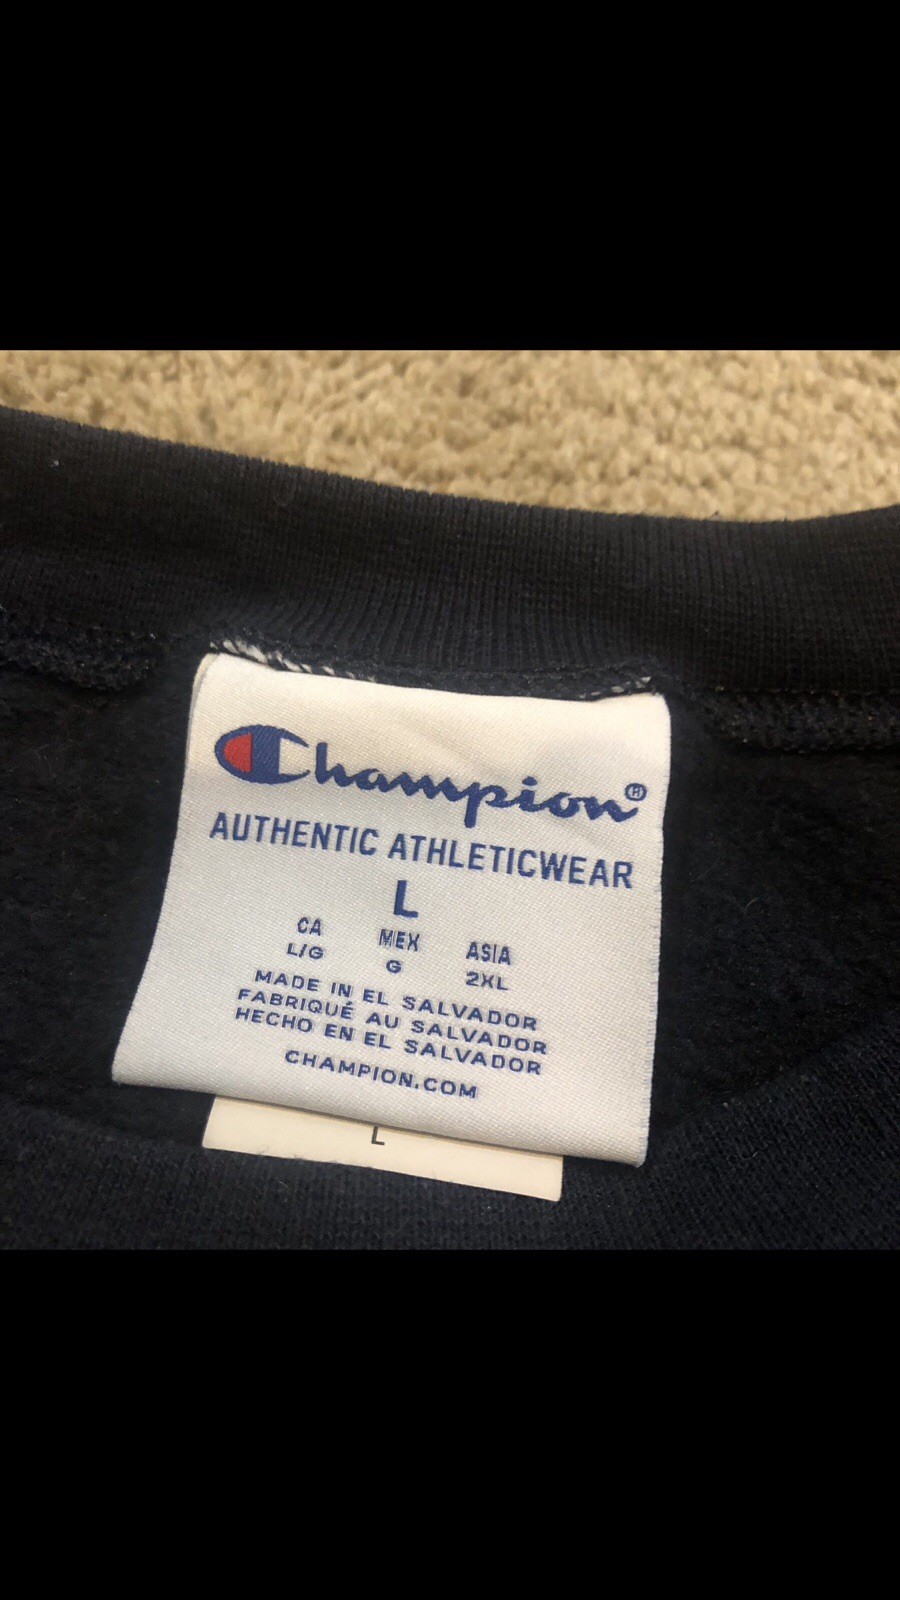 Champion®
AUTHENTIC ATHLETICWEAR
L
CA MEX ASIA
L/G G 2XL
MADE IN EL SALVADOR
FABRIQUÉ AU SALVADOR
HECHO EN EL SALVADOR
CHAMPION.COM
L